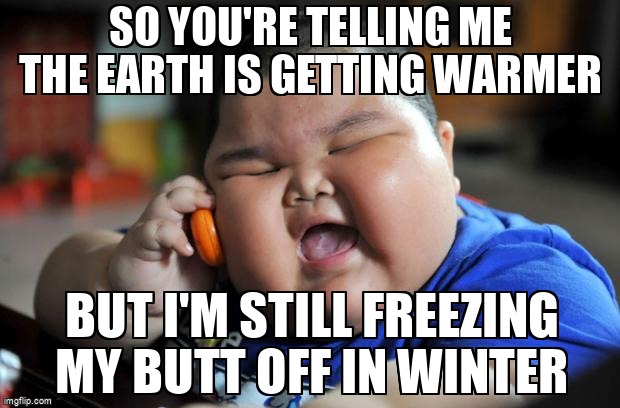 SO YOU'RE TELLING ME
THE EARTH IS GETTING WARMER
BUT I'M STILL FREEZING
MY BUTT OFF IN WINTER
imgflip.com